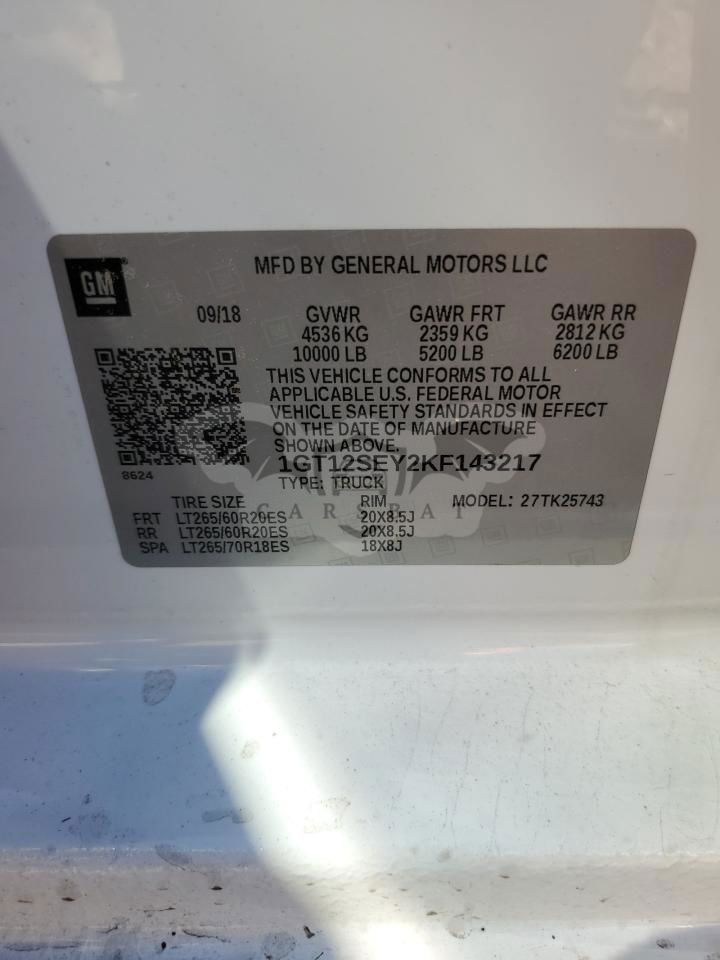 GM
MFD BY GENERAL MOTORS LLC
09/18 GVWR GAWR FRT GAWR RR
4536 KG 2359 KG 2812 KG
10000 LB 5200 LB 6200 LB
THIS VEHICLE CONFORMS TO ALL
APPLICABLE U.S. FEDERAL MOTOR
VEHICLE SAFETY STANDARDS IN EFFECT
ON THE DATE OF MANUFACTURE
SHOWN ABOVE.
8624
1GT12SEY2KF143217
TYPE: TRUCK
TIRE SIZE RIM MODEL: 27TK25743
FRT LT265/60R20ES 20X8.5J
RR LT265/60R20ES 20X8.5J
SPA LT265/70R18ES 18X8J
CARSBAT